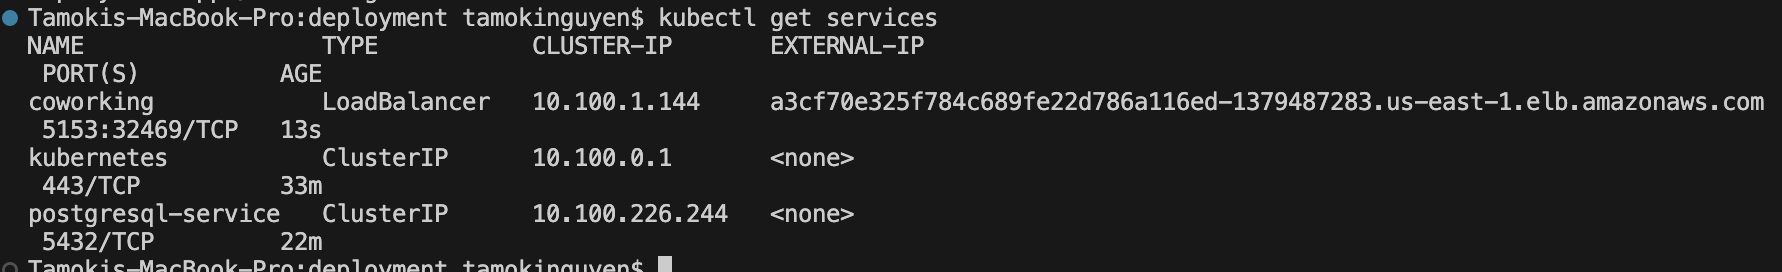 Tamokis-MacBook-Pro:deployment tamokinguyen$ kubectl get services
NAME                 TYPE           CLUSTER-IP       EXTERNAL-IP
 PORT(S)          AGE
coworking            LoadBalancer   10.100.1.144     a3cf70e325f784c689fe22d786a116ed-1379487283.us-east-1.elb.amazonaws.com
 5153:32469/TCP   13s
kubernetes           ClusterIP      10.100.0.1       <none>
 443/TCP          33m
postgresql-service   ClusterIP      10.100.226.244   <none>
 5432/TCP         22m
Tamokis-MacBook-Pro:deployment tamokinguyen$